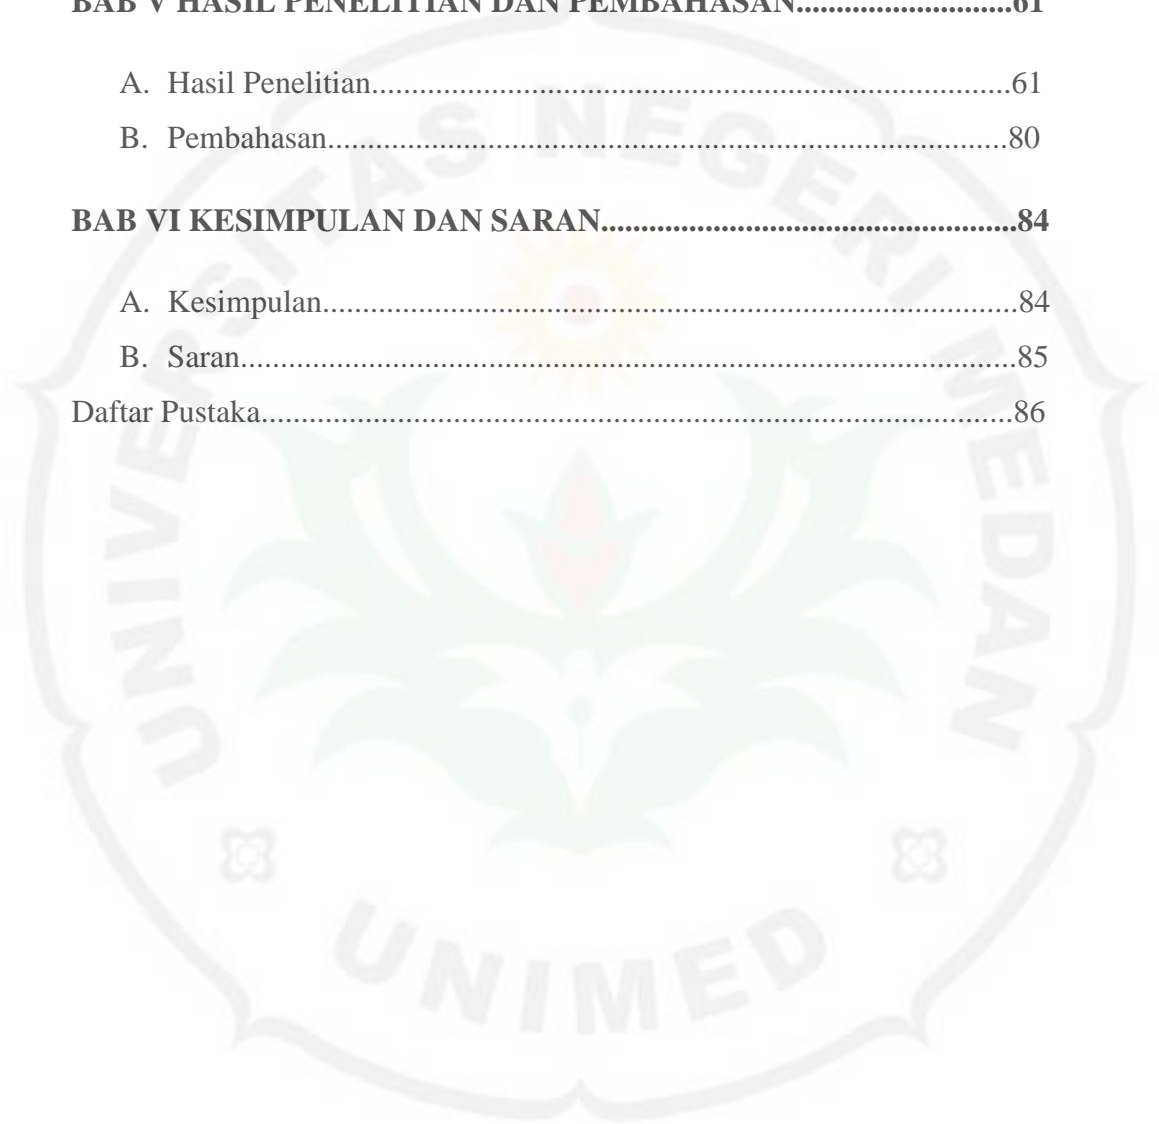 BAB V HASIL PENELITIAN DAN PEMBAHASAN...........................61
A. Hasil Penelitian................................................................................61
B. Pembahasan.....................................................................................80
BAB VI KESIMPULAN DAN SARAN....................................................84
A. Kesimpulan.......................................................................................84
B. Saran.................................................................................................85
Daftar Pustaka..............................................................................................86
UNIVERSITAS NEGERI MEDAN
UNIMED